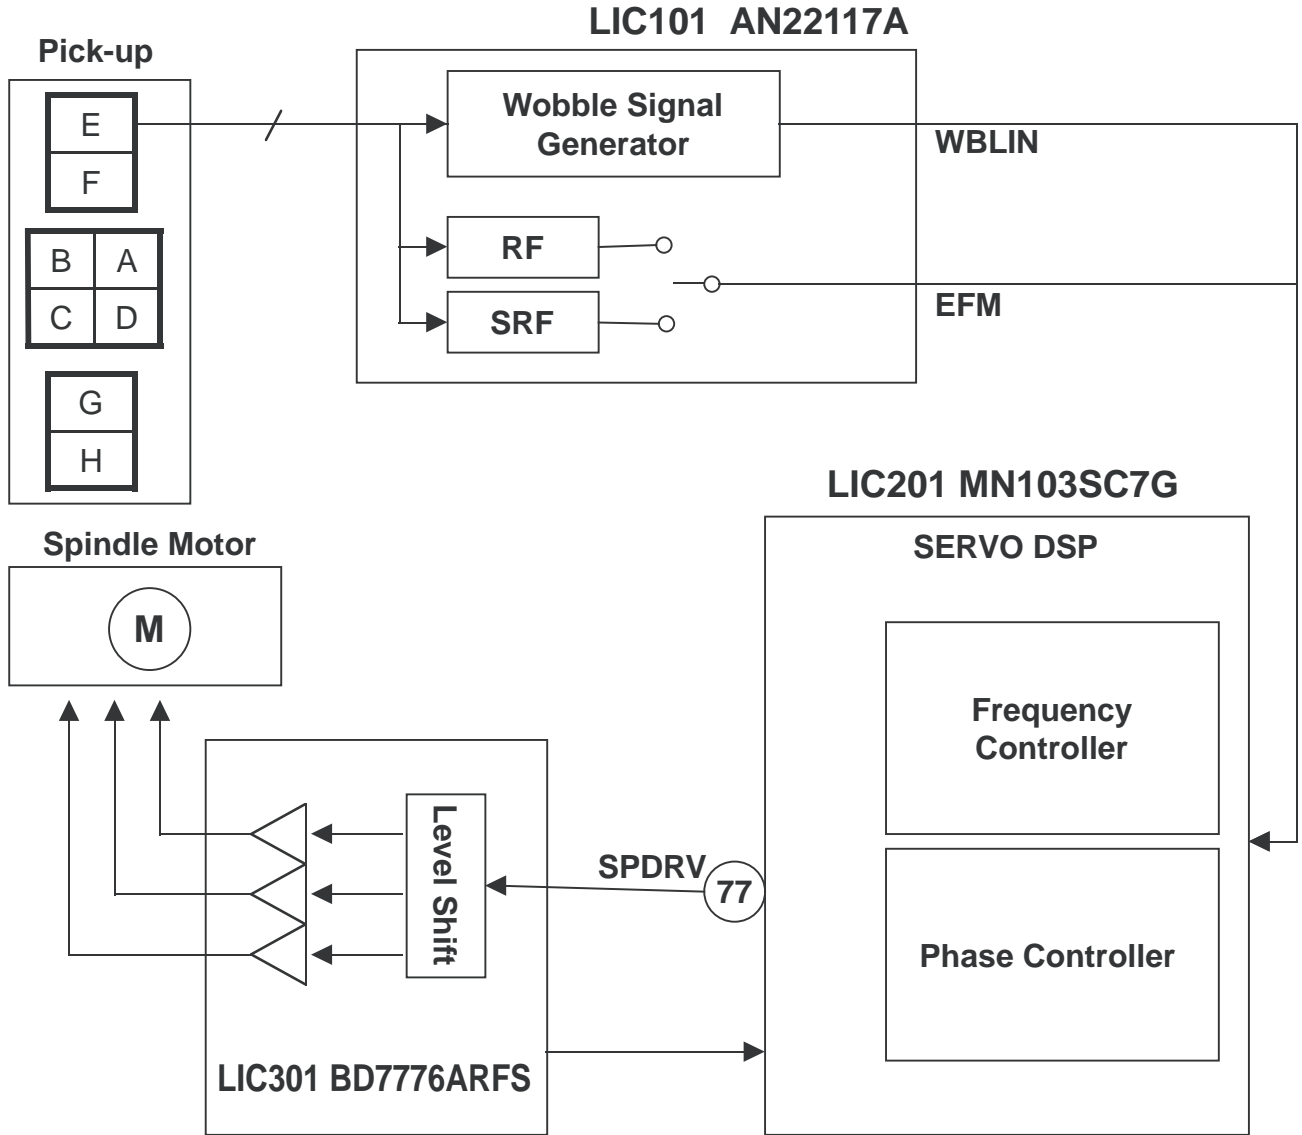 LIC101 AN22117A
Pick-up
E
F
B A
C D
G
H
Wobble Signal
Generator
WBLIN
RF
SRF
EFM
LIC201 MN103SC7G
SERVO DSP
Frequency
Controller
Phase Controller
Spindle Motor
M
Level Shift
SPDRV
77
LIC301 BD7776ARFS